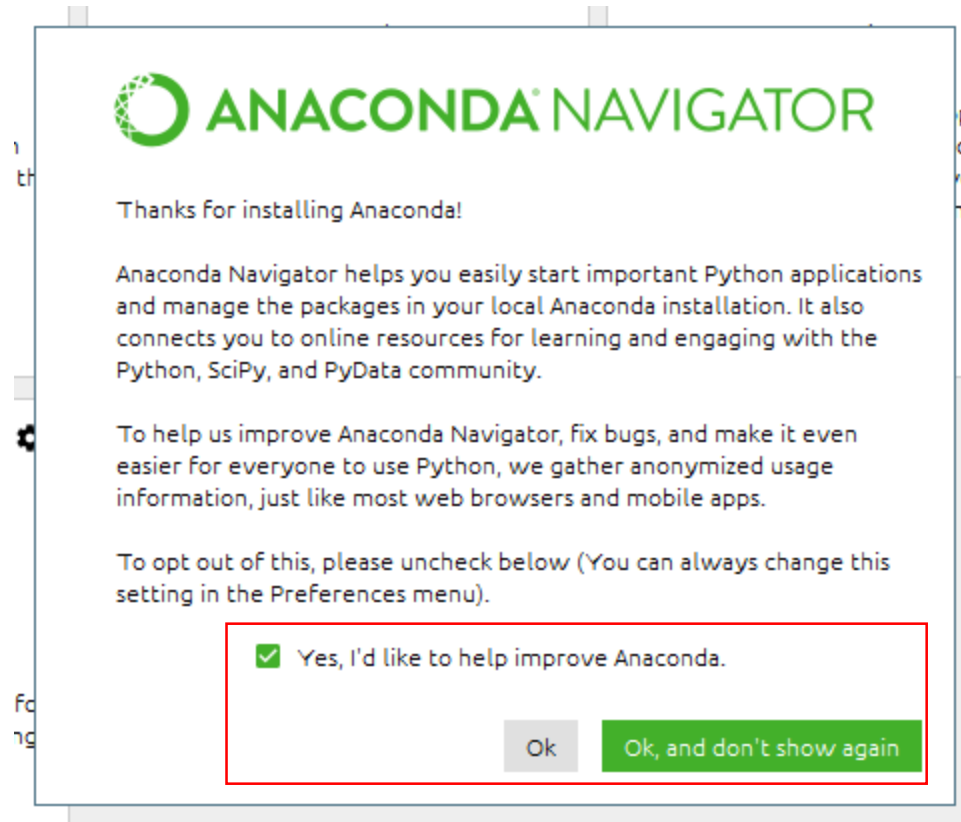 ANACONDA NAVIGATOR
Thanks for installing Anaconda!
Anaconda Navigator helps you easily start important Python applications
and manage the packages in your local Anaconda installation. It also
connects you to online resources for learning and engaging with the
Python, SciPy, and PyData community.
To help us improve Anaconda Navigator, fix bugs, and make it even
easier for everyone to use Python, we gather anonymized usage
information, just like most web browsers and mobile apps.
To opt out of this, please uncheck below (You can always change this
setting in the Preferences menu).
Yes, I'd like to help improve Anaconda.
Ok
Ok, and don't show again